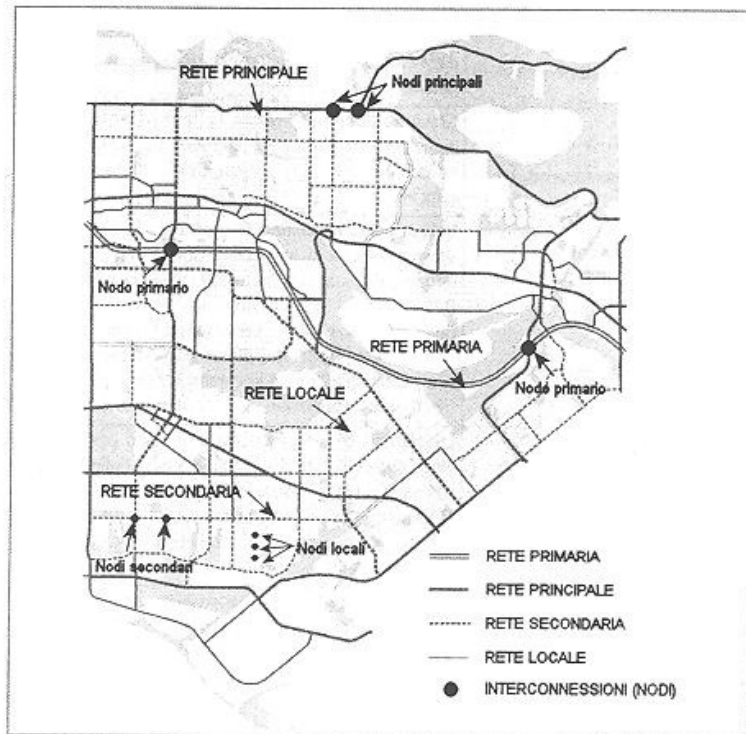 RETE PRINCIPALE
Nodi principali
Nodo primario
RETE PRIMARIA
Nodo primario
RETE LOCALE
RETE SECONDARIA
Nodi secondari
Nodi locali
RETE PRIMARIA
RETE PRINCIPALE
RETE SECONDARIA
RETE LOCALE
INTERCONNESSIONI (NODI)